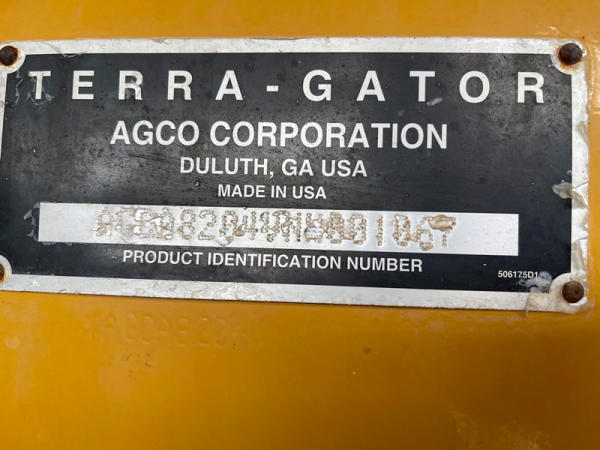 TERRA-GATOR
AGCO CORPORATION
DULUTH, GA USA
MADE IN USA
PRODUCT IDENTIFICATION NUMBER
506175D1